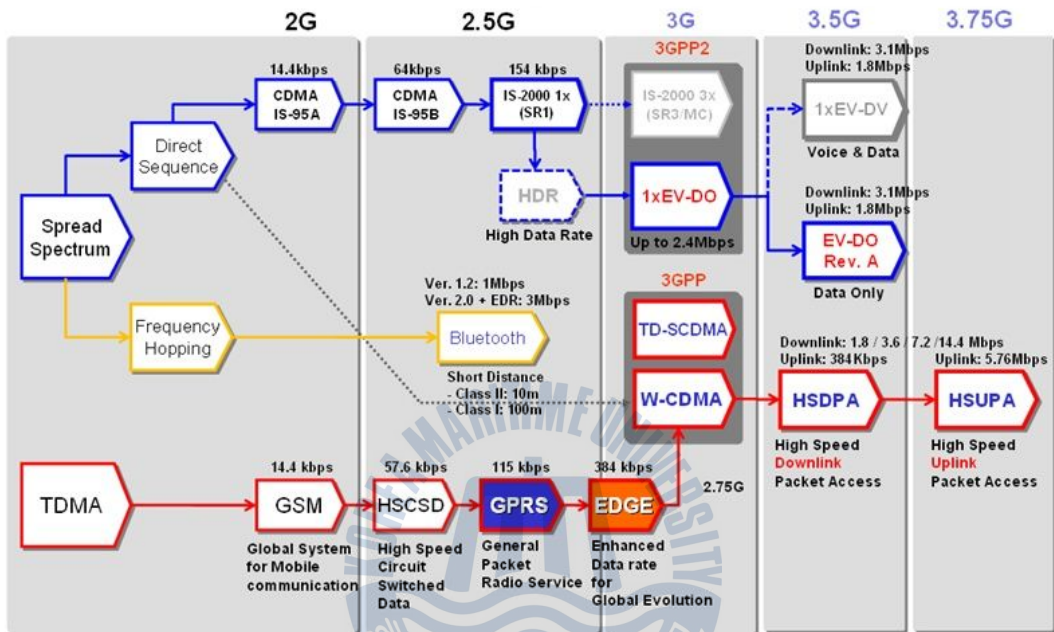 2G
2.5G
3G
3.5G
3.75G
3GPP2
Downlink: 3.1Mbps
Uplink: 1.8Mbps
14.4kbps
64kbps
154 kbps
CDMA
IS-95A
CDMA
IS-95B
IS-2000 1x
(SR1)
IS-2000 3x
(SR3/MC)
1xEV-DV
Voice & Data
Direct
Sequence
HDR
High Data Rate
1xEV-DO
Up to 2.4Mbps
Downlink: 3.1Mbps
Uplink: 1.8Mbps
EV-DO
Rev. A
Data Only
Spread
Spectrum
Frequency
Hopping
Ver. 1.2: 1Mbps
Ver. 2.0 + EDR: 3Mbps
Bluetooth
Short Distance
- Class II: 10m
- Class I: 100m
3GPP
TD-SCDMA
W-CDMA
Downlink: 1.8 / 3.6 / 7.2 /14.4 Mbps
Uplink: 384Kbps
HSDPA
High Speed
Downlink
Packet Access
Uplink: 5.76Mbps
HSUPA
High Speed
Uplink
Packet Access
TDMA
14.4 kbps
GSM
Global System
for Mobile
communication
57.6 kbps
HSCSD
High Speed
Circuit
Switched
Data
115 kbps
GPRS
General
Packet
Radio Service
384 kbps
EDGE
Enhanced
Data rate
for
Global Evolution
2.75G
KOREA MARITIME UNIVERSITY